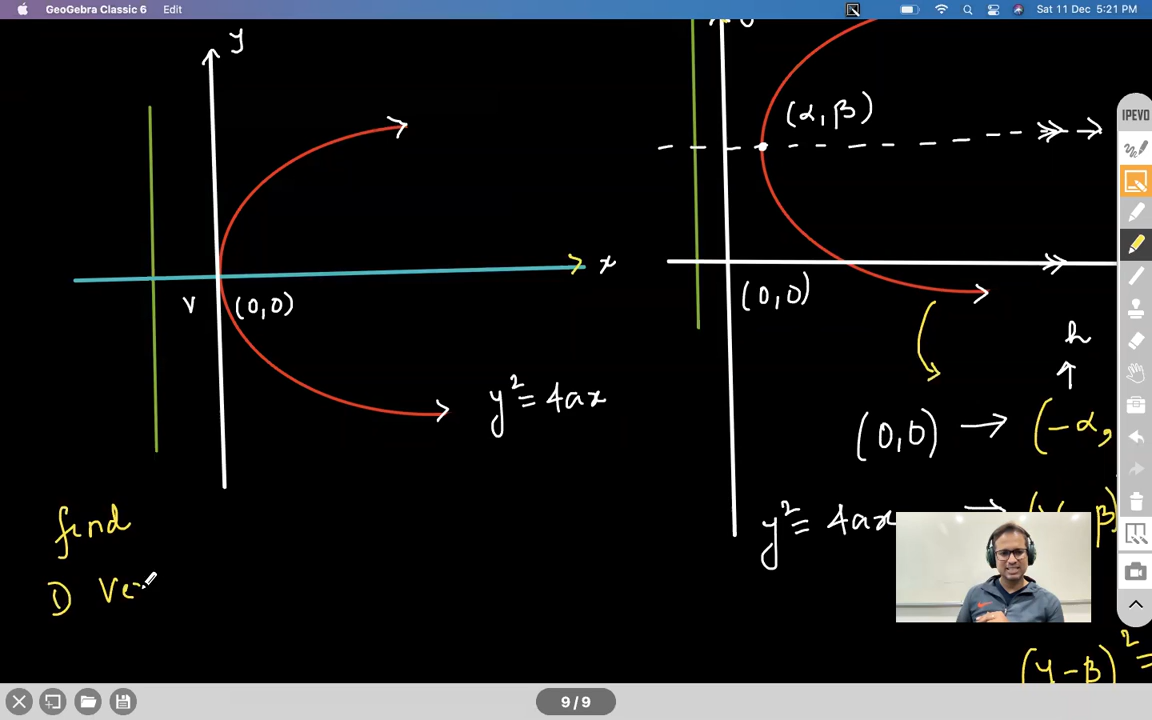 GeoGebra Classic 6 Edit Sat 11 Dec 5:21 PM
y
(α, β)
IPEVO
x
V (0,0)
(0,0)
h
y² = 4ax
(0,0) → (-α,
find
y² = 4ax → β)
1) Ve
(y-β)² =
9/9